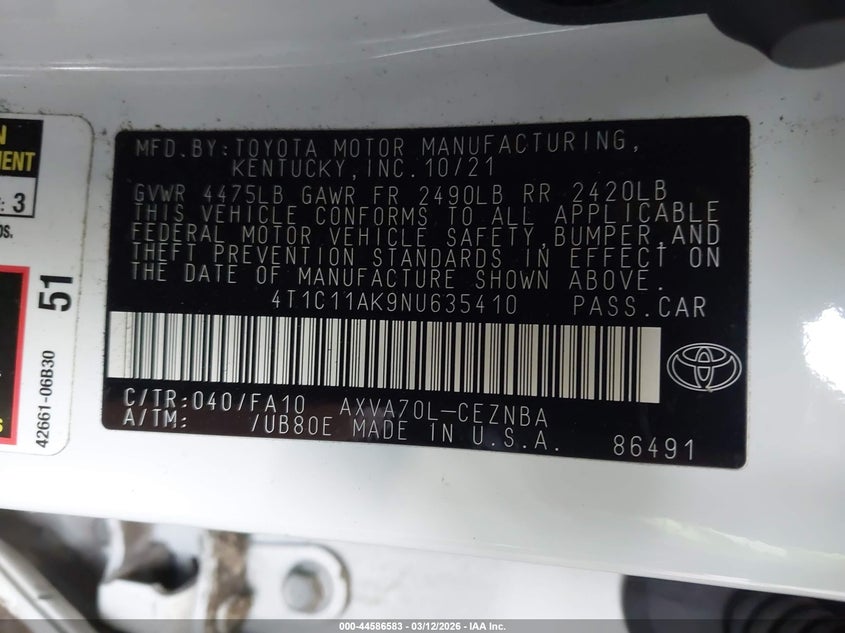 N
MENT
: 3
OS.
51
42661-06B30
s
MFD.BY:TOYOTA MOTOR MANUFACTURING,
KENTUCKY,INC.10/21
GVWR 4475LB GAWR FR 2490LB RR 2420LB
THIS VEHICLE CONFORMS TO ALL APPLICABLE
FEDERAL MOTOR VEHICLE SAFETY,BUMPER,AND
THEFT PREVENTION STANDARDS IN EFFECT ON
THE DATE OF MANUFACTURE SHOWN ABOVE.
4T1C11AK9NU635410 PASS.CAR
C/TR:040/FA10 AXVA70L-CEZNBA
A/TM: /UB80E MADE IN U.S.A. 86491
000-44586583 - 03/12/2026 - IAA Inc.